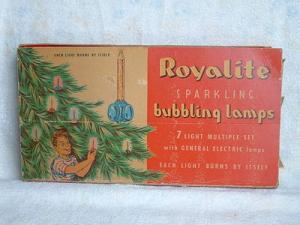 EACH LIGHT BURNS BY ITSELF
Royalite
SPARKLING
bubbling lamps
7 LIGHT MULTIPLE SET
with GENERAL ELECTRIC lamps
EACH LIGHT BURNS BY ITSELF